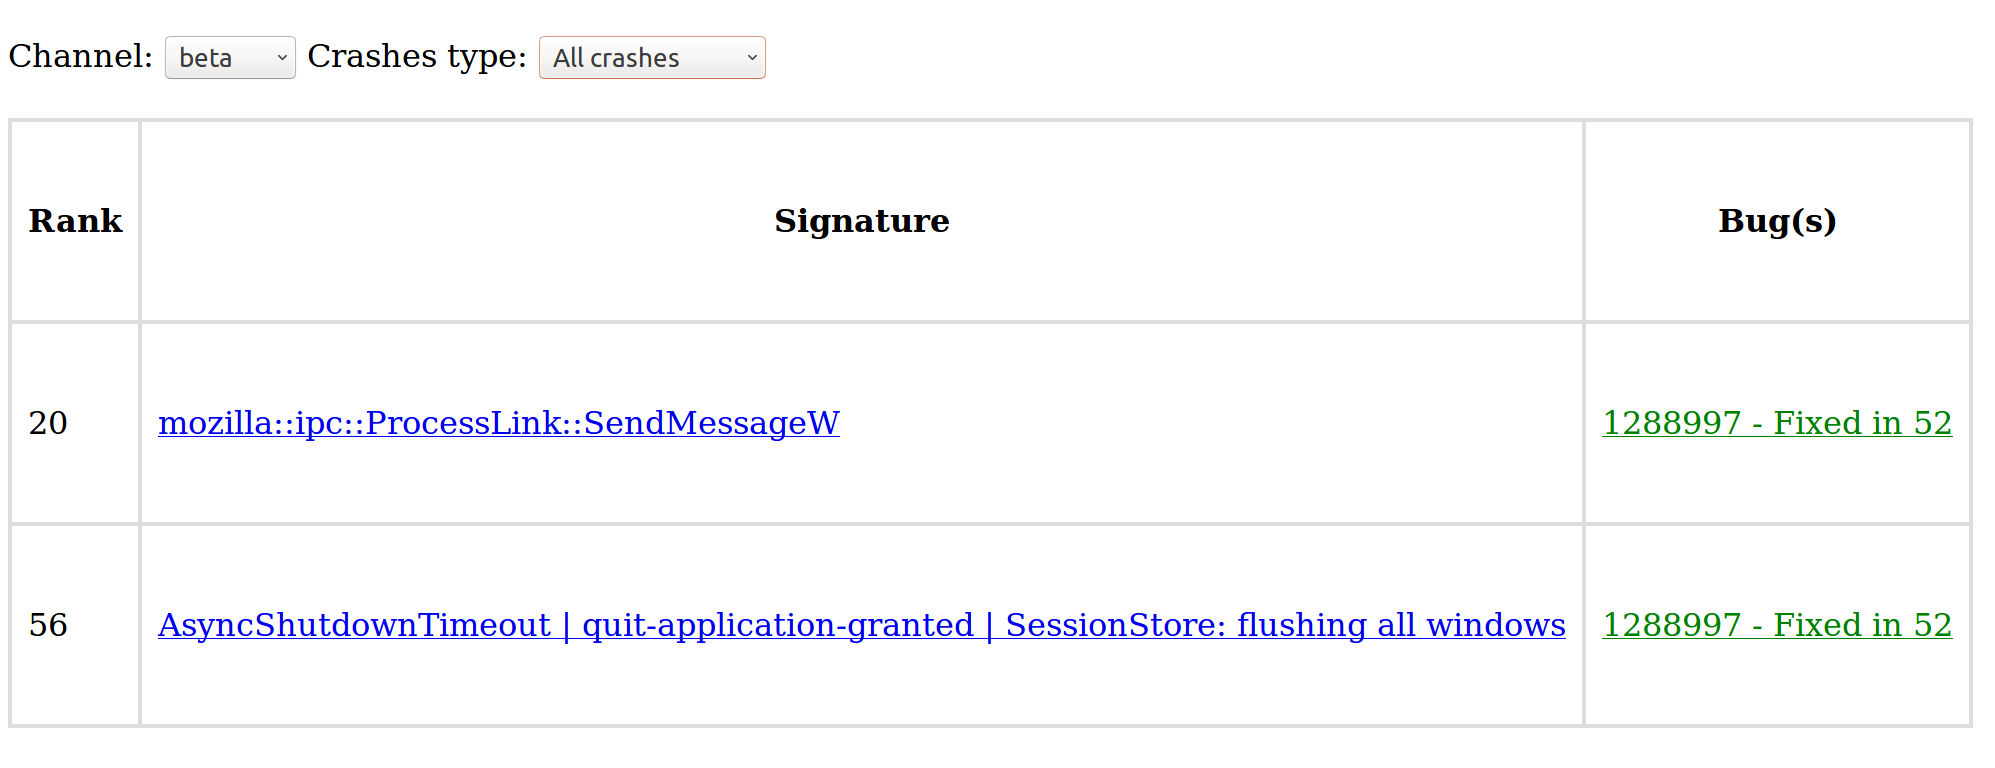 Channel: beta Crashes type: All crashes
Rank Signature Bug(s)
20 mozilla::ipc::ProcessLink::SendMessageW 1288997 - Fixed in 52
56 AsyncShutdownTimeout | quit-application-granted | SessionStore: flushing all windows 1288997 - Fixed in 52